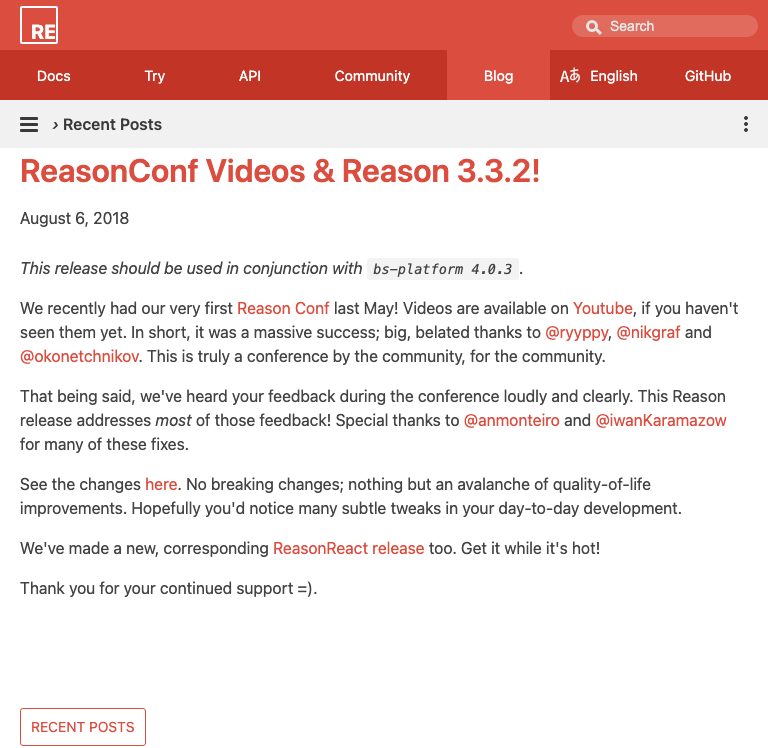 RE
Search
Docs Try API Community Blog Aあ English GitHub
› Recent Posts
ReasonConf Videos & Reason 3.3.2!
August 6, 2018
This release should be used in conjunction with bs-platform 4.0.3.
We recently had our very first Reason Conf last May! Videos are available on Youtube, if you haven't
seen them yet. In short, it was a massive success; big, belated thanks to @ryyppy, @nikgraf and
@okonetchnikov. This is truly a conference by the community, for the community.
That being said, we've heard your feedback during the conference loudly and clearly. This Reason
release addresses most of those feedback! Special thanks to @anmonteiro and @iwanKaramazow
for many of these fixes.
See the changes here. No breaking changes; nothing but an avalanche of quality-of-life
improvements. Hopefully you'd notice many subtle tweaks in your day-to-day development.
We've made a new, corresponding ReasonReact release too. Get it while it's hot!
Thank you for your continued support =).
RECENT POSTS